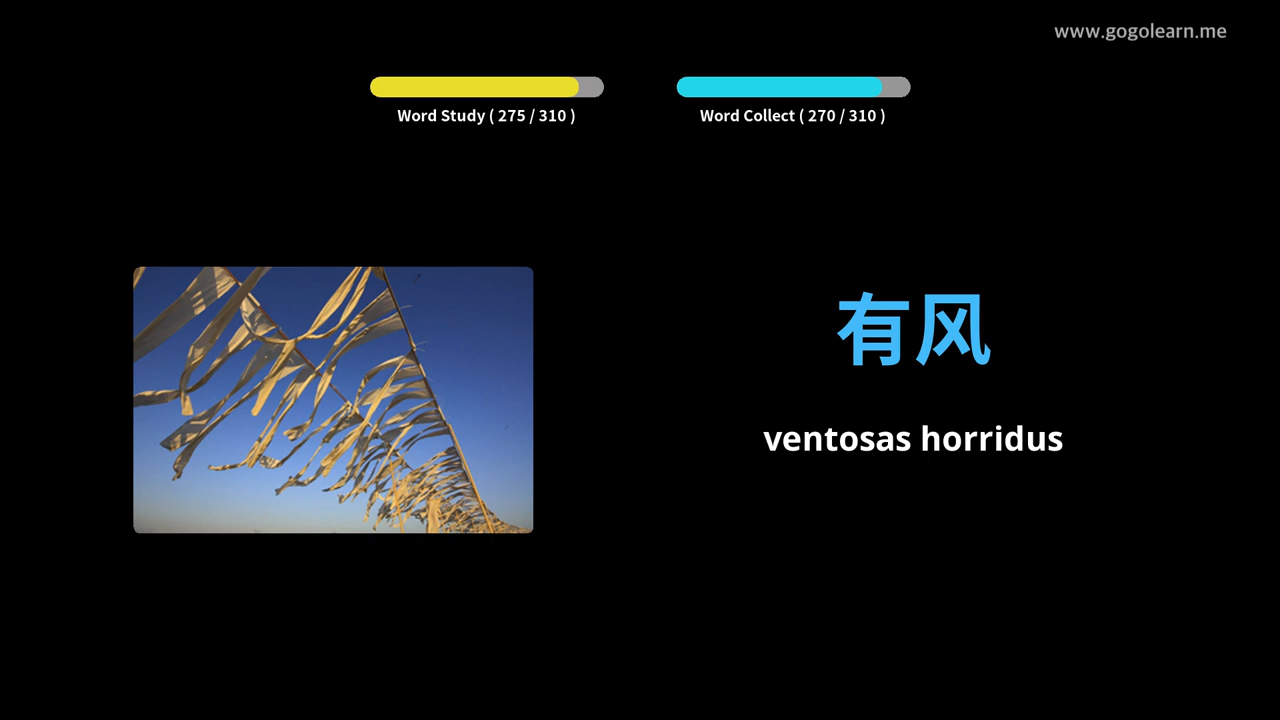 www.gogolearn.me
Word Study ( 275 / 310 )
Word Collect ( 270 / 310 )
有风
ventosas horridus